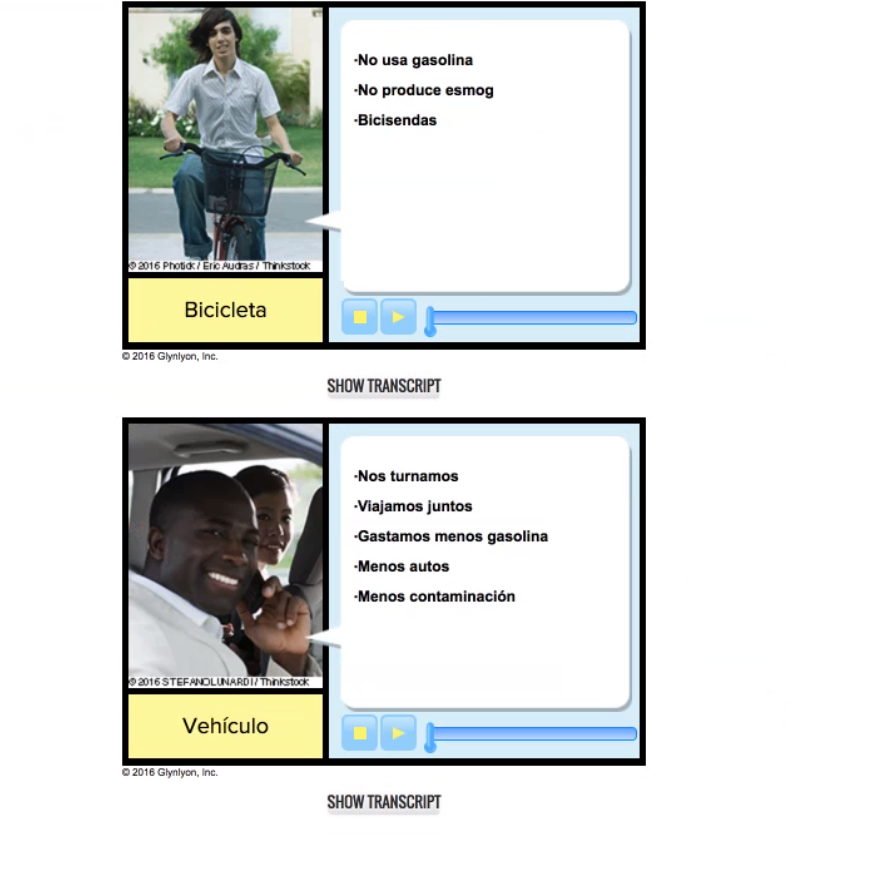 ·No usa gasolina
·No produce esmog
·Bicisendas
© 2016 Photick / Eric Audras / Thinkstock
Bicicleta
© 2016 Glynlyon, Inc.
SHOW TRANSCRIPT
·Nos turnamos
·Viajamos juntos
·Gastamos menos gasolina
·Menos autos
·Menos contaminación
© 2016 STEFANOLUNARDI / Thinkstock
Vehículo
© 2016 Glynlyon, Inc.
SHOW TRANSCRIPT